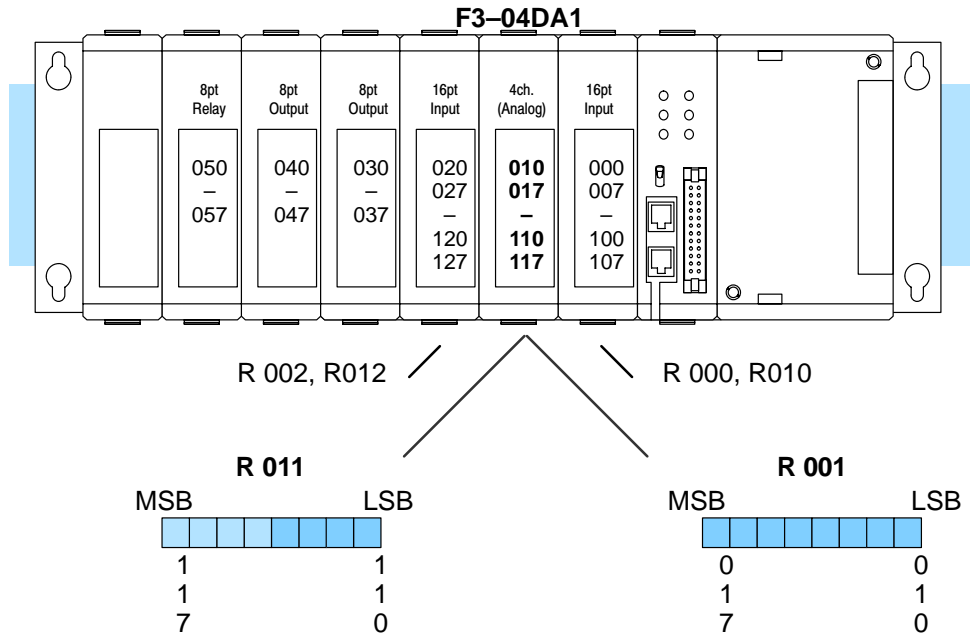 F3–04DA1
8pt
Relay
8pt
Output
8pt
Output
16pt
Input
4ch.
(Analog)
16pt
Input
050
–
057
040
–
047
030
–
037
020
027
–
120
127
010
017
–
110
117
000
007
–
100
107
R 002, R012
R 000, R010
R 011
MSB
LSB
1
1
7
1
1
0
R 001
MSB
LSB
0
1
7
0
1
0